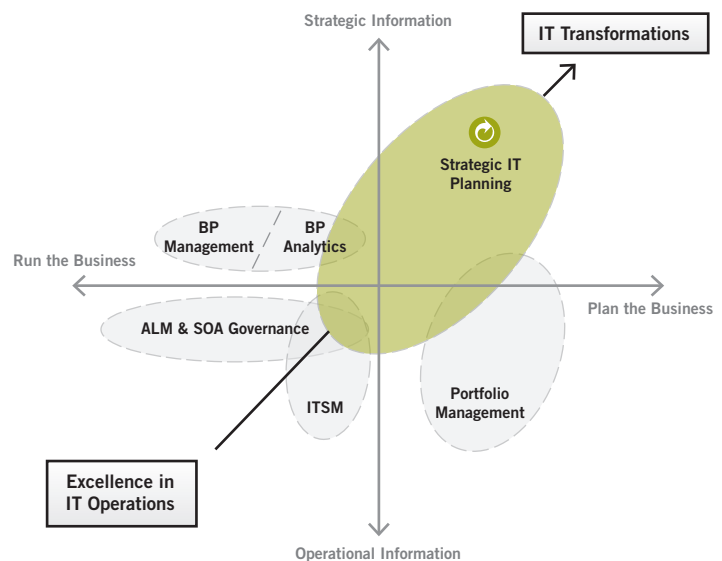 Strategic Information
IT Transformations
Strategic IT
Planning
BP
Management
BP
Analytics
Run the Business
Plan the Business
ALM & SOA Governance
ITSM
Portfolio
Management
Excellence in
IT Operations
Operational Information